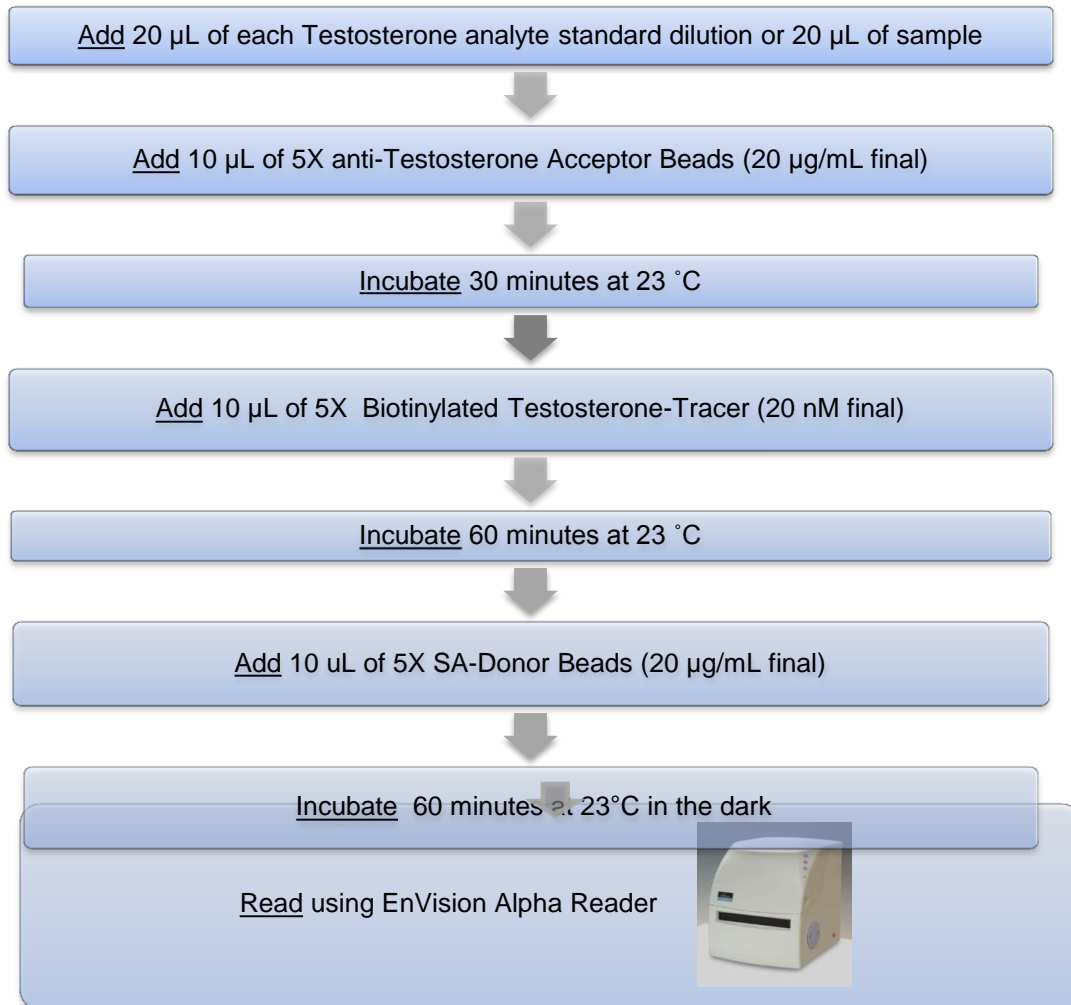 Add 20 µL of each Testosterone analyte standard dilution or 20 µL of sample
Add 10 µL of 5X anti-Testosterone Acceptor Beads (20 µg/mL final)
Incubate 30 minutes at 23 ˚C
Add 10 µL of 5X  Biotinylated Testosterone-Tracer (20 nM final)
Incubate 60 minutes at 23 ˚C
Add 10 uL of 5X SA-Donor Beads (20 µg/mL final)
Incubate  60 minutes at 23°C in the dark
Read using EnVision Alpha Reader